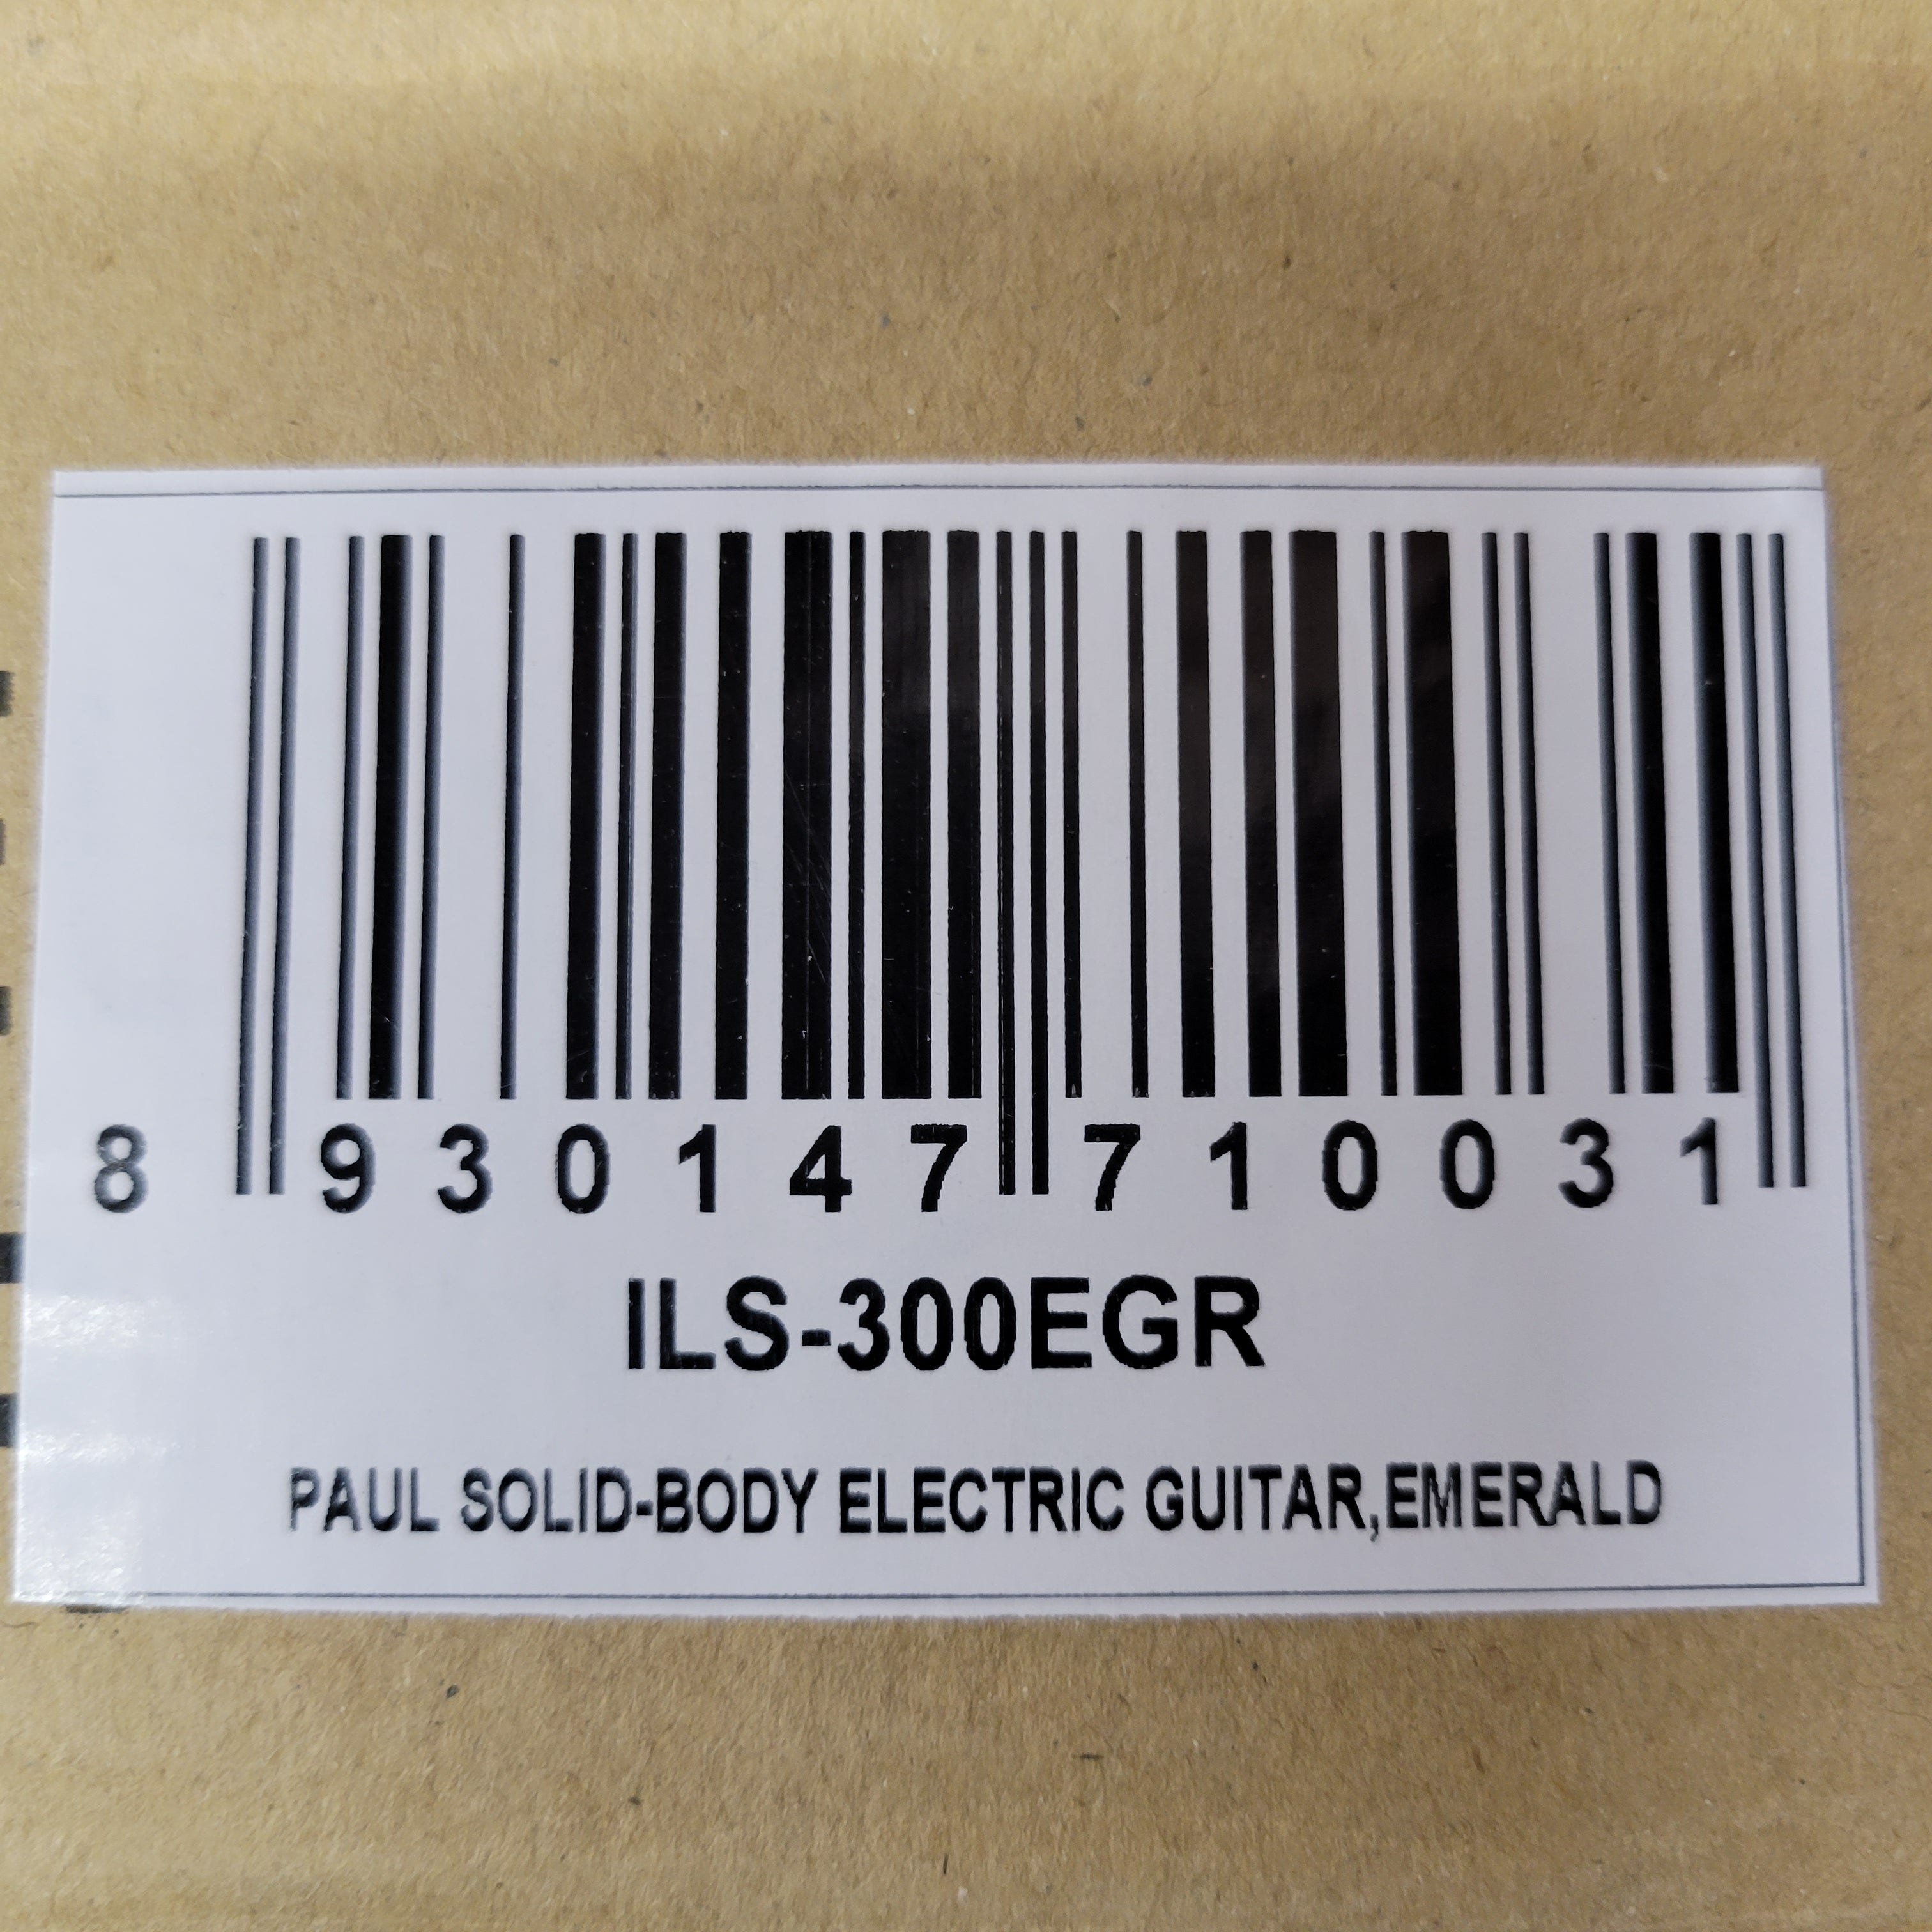 8 930147 710031
ILS-300EGR
PAUL SOLID-BODY ELECTRIC GUITAR,EMERALD